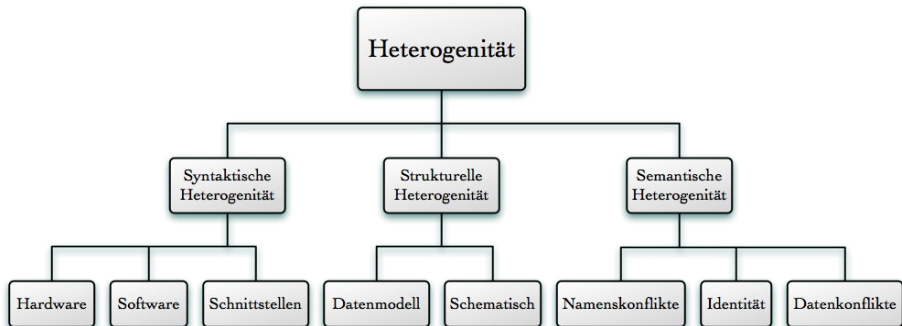 Heterogenität
Syntaktische
Heterogenität
Strukturelle
Heterogenität
Semantische
Heterogenität
Hardware
Software
Schnittstellen
Datenmodell
Schematisch
Namenskonflikte
Identität
Datenkonflikte